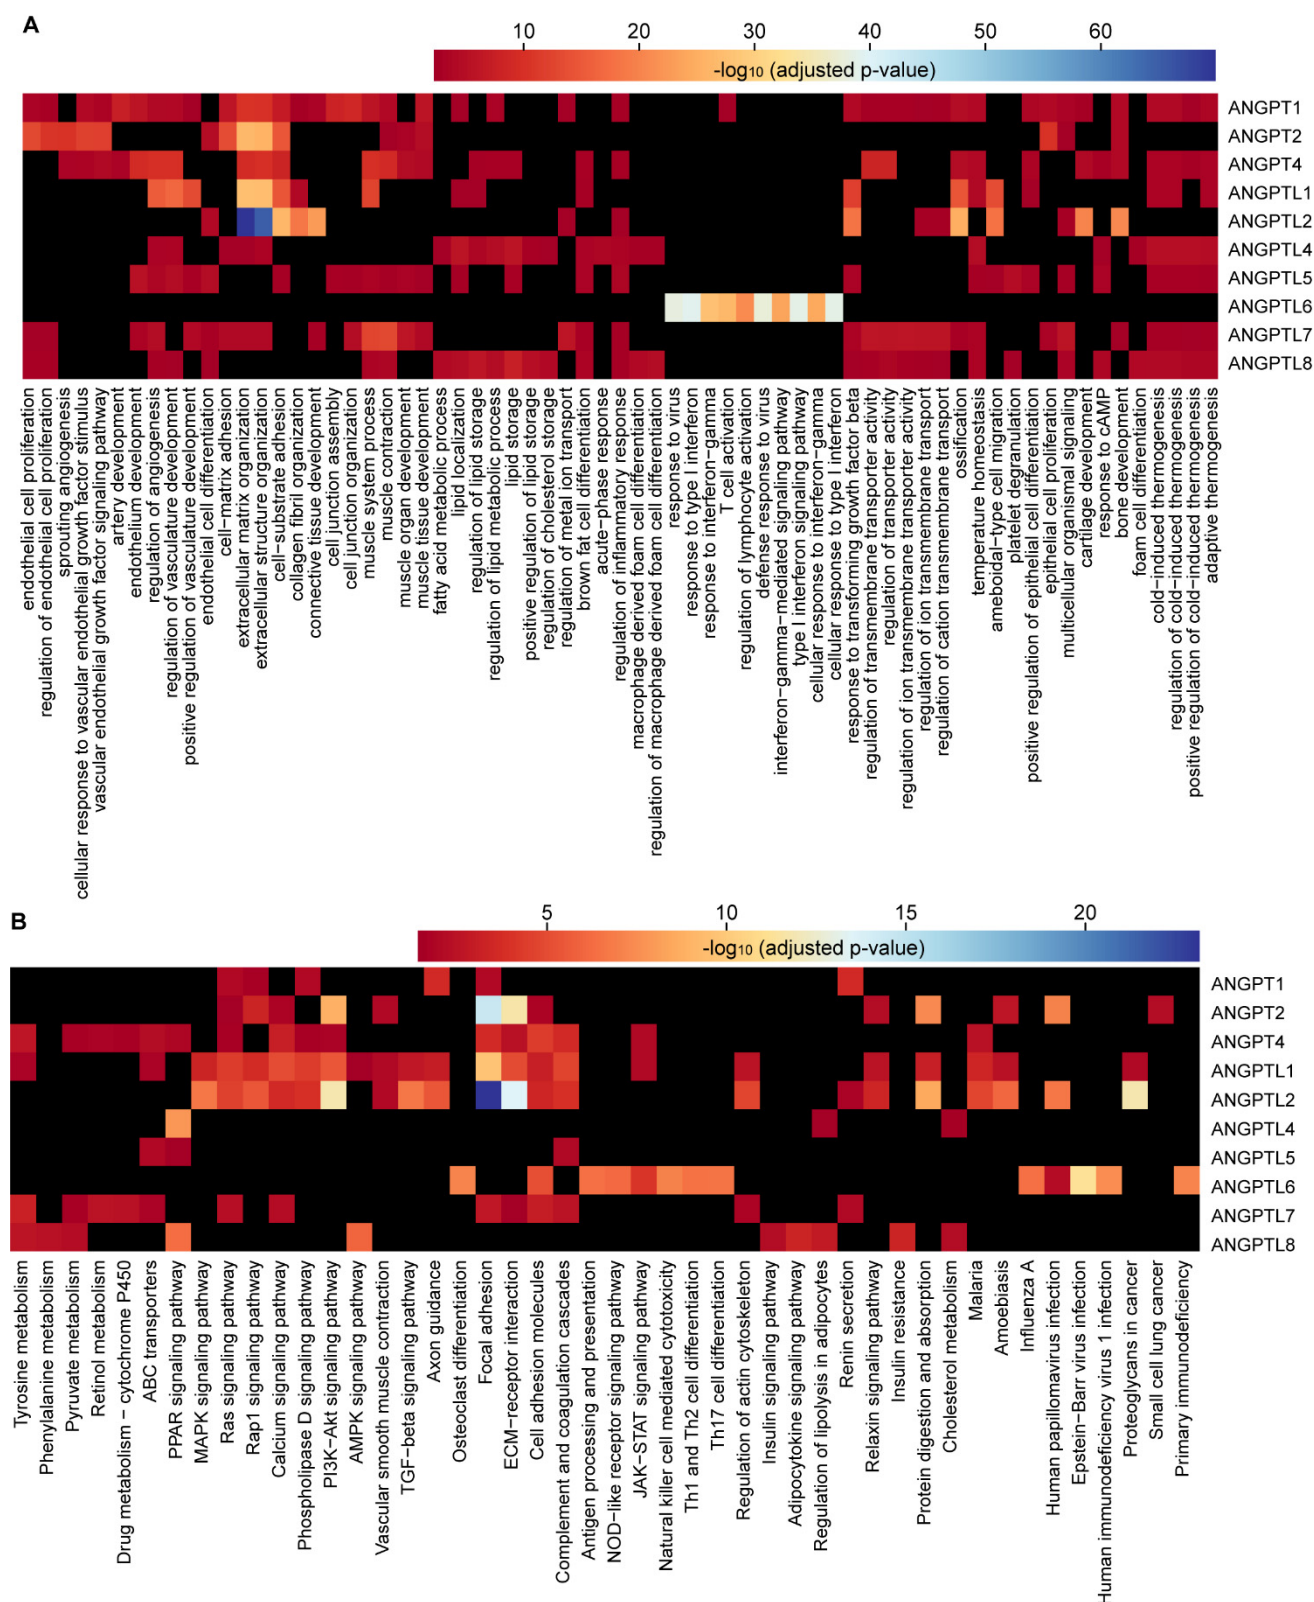 A
10 20 30 40 50 60
-log₁₀ (adjusted p-value)
ANGPT1
ANGPT2
ANGPT4
ANGPTL1
ANGPTL2
ANGPTL4
ANGPTL5
ANGPTL6
ANGPTL7
ANGPTL8
endothelial cell proliferation
regulation of endothelial cell proliferation
sprouting angiogenesis
cellular response to vascular endothelial growth factor stimulus
vascular endothelial growth factor signaling pathway
artery development
endothelium development
regulation of angiogenesis
regulation of vasculature development
positive regulation of vasculature development
endothelial cell differentiation
cell−matrix adhesion
extracellular matrix organization
extracellular structure organization
cell−substrate adhesion
collagen fibril organization
connective tissue development
cell junction assembly
cell junction organization
muscle system process
muscle contraction
muscle organ development
muscle tissue development
fatty acid metabolic process
lipid localization
regulation of lipid storage
regulation of lipid metabolic process
lipid storage
positive regulation of lipid storage
regulation of cholesterol storage
regulation of metal ion transport
brown fat cell differentiation
acute−phase response
regulation of inflammatory response
macrophage derived foam cell differentiation
regulation of macrophage derived foam cell differentiation
response to virus
response to type I interferon
response to interferon−gamma
T cell activation
regulation of lymphocyte activation
defense response to virus
interferon−gamma−mediated signaling pathway
type I interferon signaling pathway
cellular response to interferon−gamma
cellular response to type I interferon
response to transforming growth factor beta
regulation of transmembrane transporter activity
regulation of transporter activity
regulation of ion transmembrane transporter activity
regulation of ion transmembrane transport
regulation of cation transmembrane transport
ossification
temperature homeostasis
ameboidal−type cell migration
platelet degranulation
positive regulation of epithelial cell differentiation
epithelial cell proliferation
multicellular organismal signaling
cartilage development
response to cAMP
bone development
foam cell differentiation
cold−induced thermogenesis
regulation of cold−induced thermogenesis
positive regulation of cold−induced thermogenesis
adaptive thermogenesis
B
5 10 15 20
-log₁₀ (adjusted p-value)
ANGPT1
ANGPT2
ANGPT4
ANGPTL1
ANGPTL2
ANGPTL4
ANGPTL5
ANGPTL6
ANGPTL7
ANGPTL8
Tyrosine metabolism
Phenylalanine metabolism
Pyruvate metabolism
Retinol metabolism
Drug metabolism − cytochrome P450
ABC transporters
PPAR signaling pathway
MAPK signaling pathway
Ras signaling pathway
Rap1 signaling pathway
Calcium signaling pathway
Phospholipase D signaling pathway
PI3K−Akt signaling pathway
AMPK signaling pathway
Vascular smooth muscle contraction
TGF−beta signaling pathway
Axon guidance
Osteoclast differentiation
Focal adhesion
ECM−receptor interaction
Cell adhesion molecules
Complement and coagulation cascades
Antigen processing and presentation
NOD−like receptor signaling pathway
JAK−STAT signaling pathway
Natural killer cell mediated cytotoxicity
Th1 and Th2 cell differentiation
Th17 cell differentiation
Regulation of actin cytoskeleton
Insulin signaling pathway
Adipocytokine signaling pathway
Regulation of lipolysis in adipocytes
Renin secretion
Relaxin signaling pathway
Insulin resistance
Protein digestion and absorption
Cholesterol metabolism
Malaria
Amoebiasis
Influenza A
Human papillomavirus infection
Epstein−Barr virus infection
Human immunodeficiency virus 1 infection
Proteoglycans in cancer
Small cell lung cancer
Primary immunodeficiency